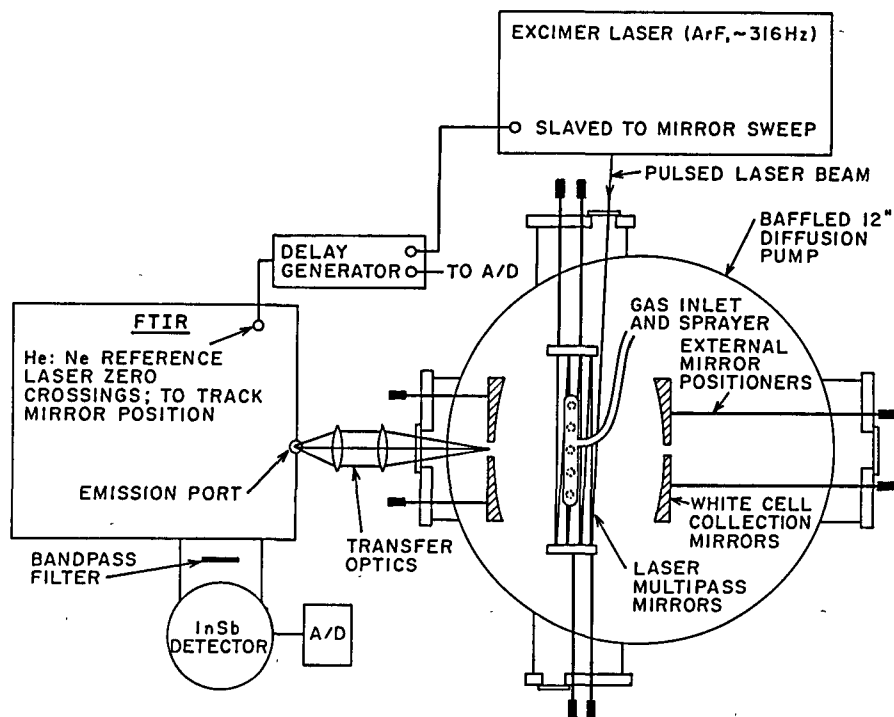 EXCIMER LASER (ArF,~316Hz)
SLAVED TO MIRROR SWEEP
PULSED LASER BEAM
BAFFLED 12"
DIFFUSION
PUMP
DELAY
GENERATOR
TO A/D
GAS INLET
AND SPRAYER
EXTERNAL
MIRROR
POSITIONERS
FTIR
He: Ne REFERENCE
LASER ZERO
CROSSINGS; TO TRACK
MIRROR POSITION
EMISSION PORT
TRANSFER
OPTICS
WHITE CELL
COLLECTION
MIRRORS
BANDPASS
FILTER
LASER
MULTIPASS
MIRRORS
InSb
DETECTOR
A/D